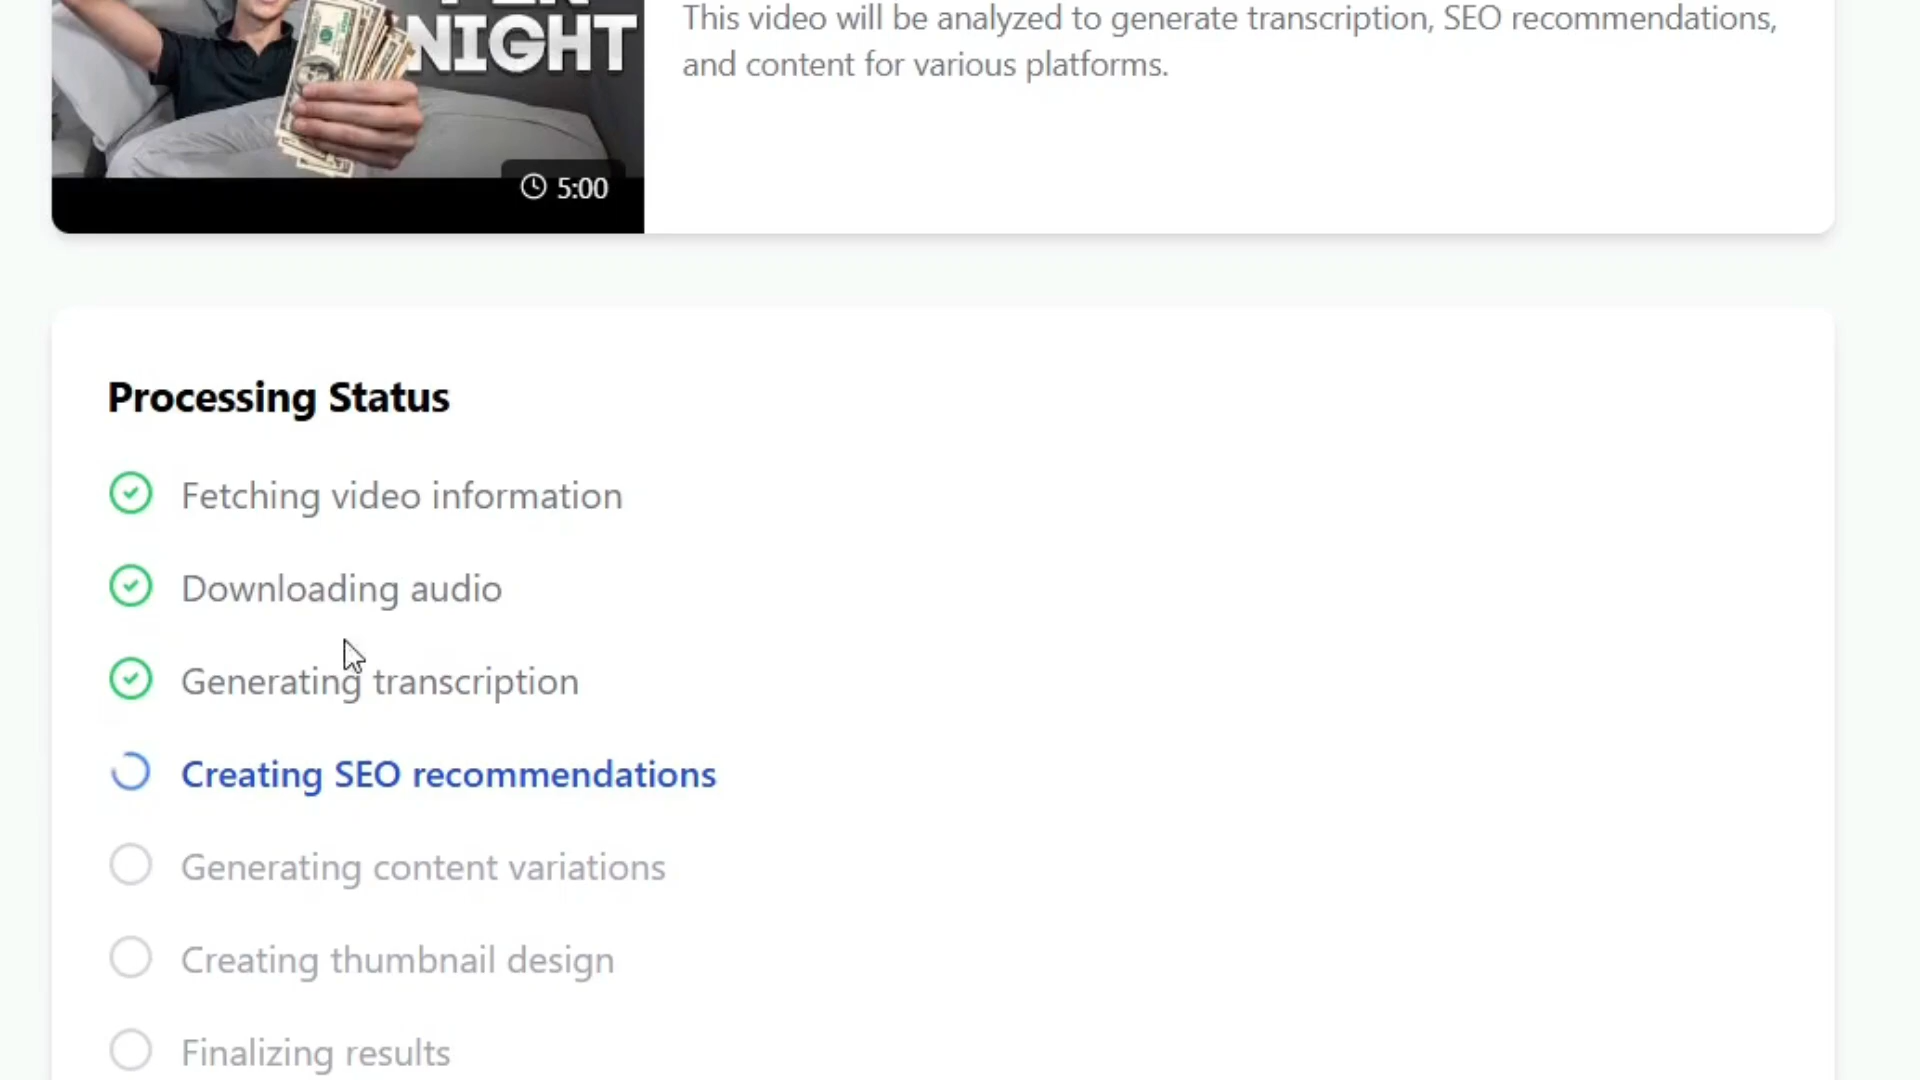 NIGHT
This video will be analyzed to generate transcription, SEO recommendations,
and content for various platforms.
5:00
Processing Status
Fetching video information
Downloading audio
Generating transcription
Creating SEO recommendations
Generating content variations
Creating thumbnail design
Finalizing results